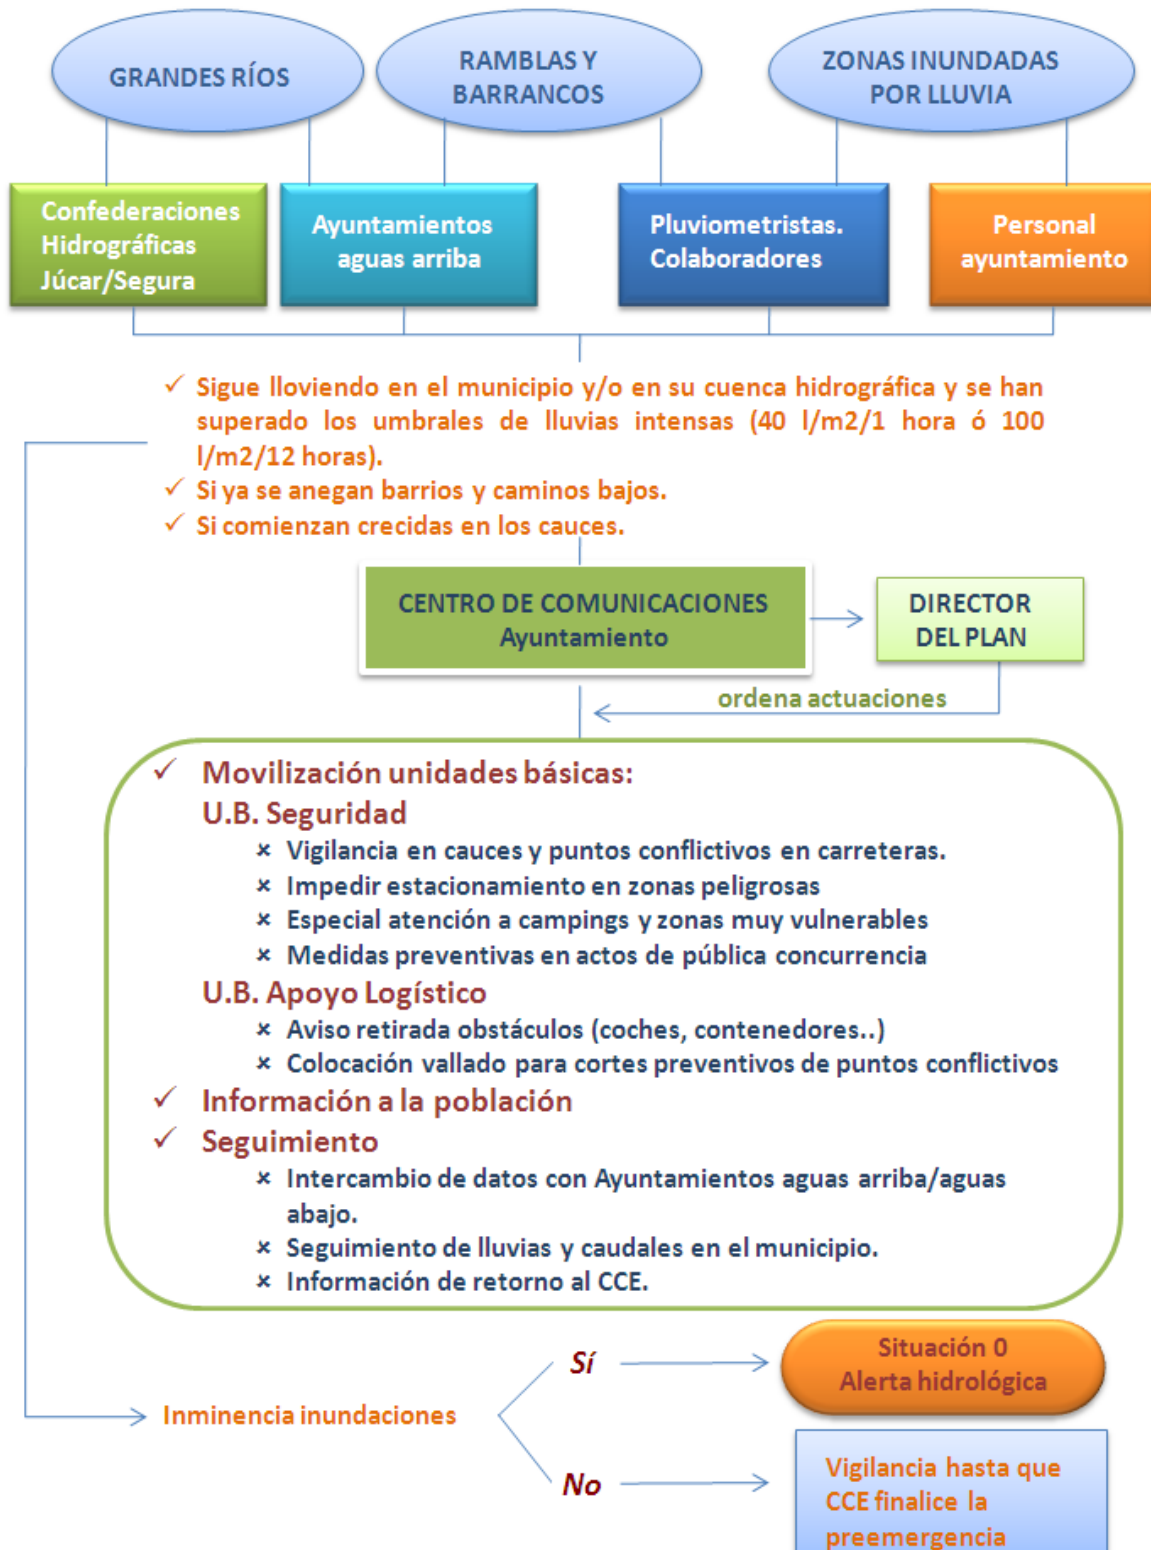 GRANDES RÍOS
RAMBLAS Y
BARRANCOS
ZONAS INUNDADAS
POR LLUVIA
Confederaciones
Hidrográficas
Júcar/Segura
Ayuntamientos
aguas arriba
Pluviometristas.
Colaboradores
Personal
ayuntamiento
✓ Sigue lloviendo en el municipio y/o en su cuenca hidrográfica y se han
superado los umbrales de lluvias intensas (40 l/m2/1 hora ó 100
l/m2/12 horas).
✓ Si ya se anegan barrios y caminos bajos.
✓ Si comienzan crecidas en los cauces.
CENTRO DE COMUNICACIONES
Ayuntamiento
DIRECTOR
DEL PLAN
ordena actuaciones
✓ Movilización unidades básicas:
U.B. Seguridad
× Vigilancia en cauces y puntos conflictivos en carreteras.
× Impedir estacionamiento en zonas peligrosas
× Especial atención a campings y zonas muy vulnerables
× Medidas preventivas en actos de pública concurrencia
U.B. Apoyo Logístico
× Aviso retirada obstáculos (coches, contenedores..)
× Colocación vallado para cortes preventivos de puntos conflictivos
✓ Información a la población
✓ Seguimiento
× Intercambio de datos con Ayuntamientos aguas arriba/aguas
abajo.
× Seguimiento de lluvias y caudales en el municipio.
× Información de retorno al CCE.
Sí
Situación 0
Alerta hidrológica
Inminencia inundaciones
No
Vigilancia hasta que
CCE finalice la
preemergencia